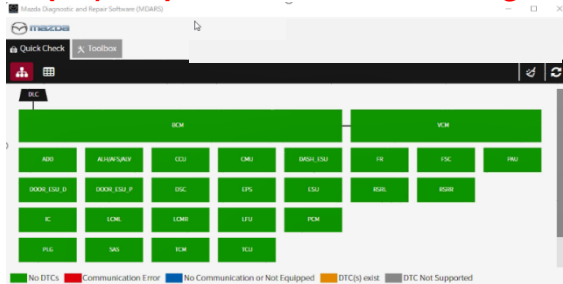 Mazda Diagnostic and Repair Software (MDARS)
mazda
Quick Check Toolbox
DLC
BCM VCM
ADD ALH/AFS/ALV CCU CMU DASH_ESU FR FSC PAU
DOOR_ESU_D DOOR_ESU_P DSC EPS ESU RSRL RSRR
IC LCML LCMR LFU PCM
PLG SAS TCM TCU
No DTCs Communication Error No Communication or Not Equipped DTC(s) exist DTC Not Supported